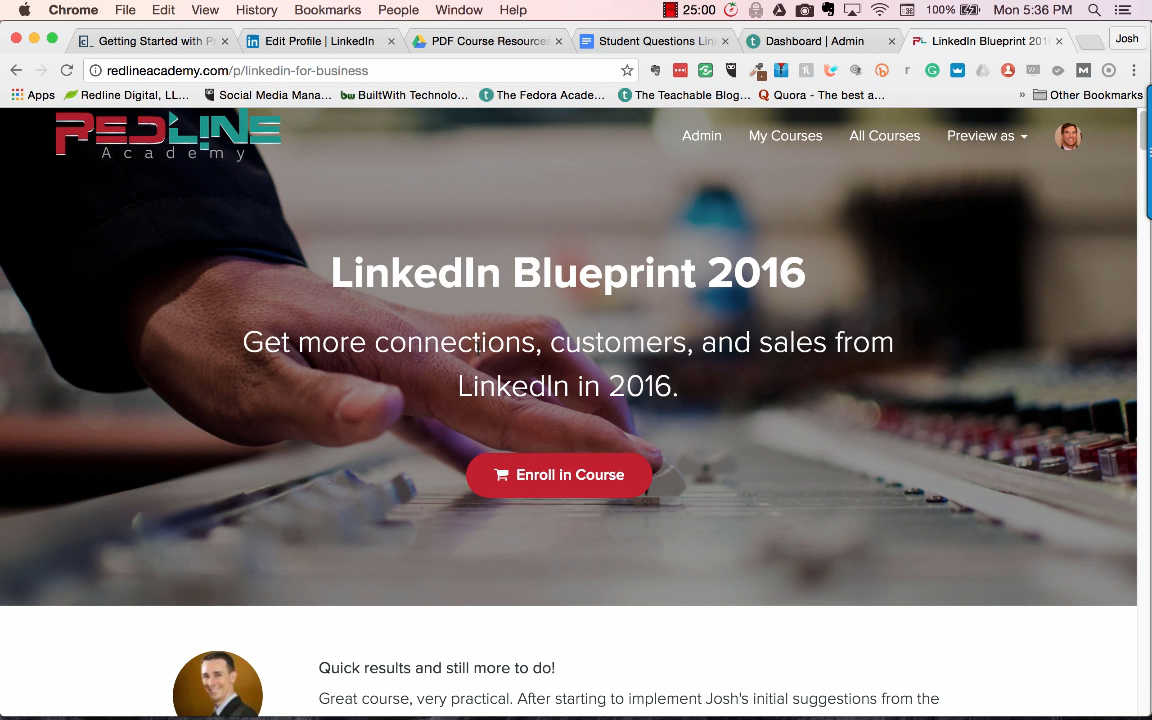 Chrome File Edit View History Bookmarks People Window Help 25:00 100% Mon 5:36 PM
Getting Started with P
Edit Profile | LinkedIn
PDF Course Resources
Student Questions Lin
Dashboard | Admin
LinkedIn Blueprint 201
Josh
redlineacademy.com/p/linkedin-for-business
Apps Redline Digital, LL... Social Media Mana... BuiltWith Technolo... The Fedora Acade... The Teachable Blog... Quora - The best a... » Other Bookmarks
REDLINE
Academy
Admin My Courses All Courses Preview as
LinkedIn Blueprint 2016
Get more connections, customers, and sales from
LinkedIn in 2016.
Enroll in Course
Quick results and still more to do!
Great course, very practical. After starting to implement Josh's initial suggestions from the